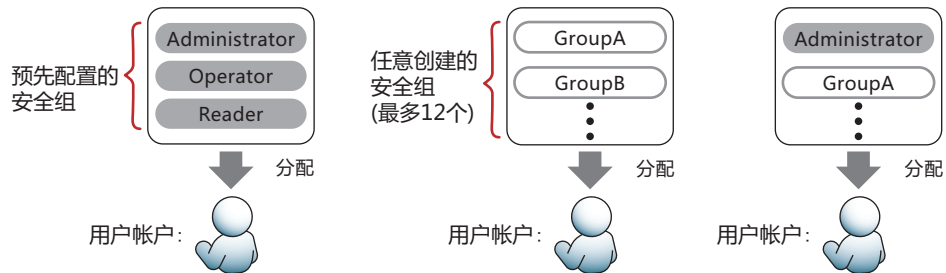 预先配置的
安全组
Administrator
Operator
Reader
分配
用户帐户：
任意创建的
安全组
(最多12个)
GroupA
GroupB
分配
用户帐户：
Administrator
GroupA
分配
用户帐户：